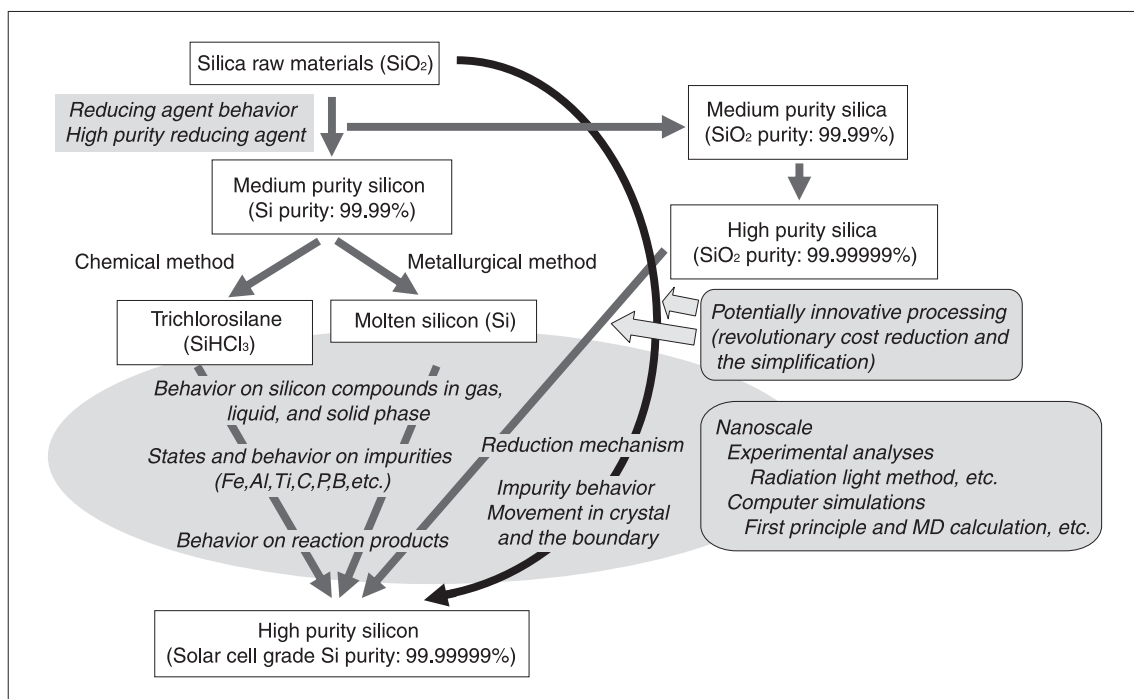 Silica raw materials (SiO₂)
Reducing agent behavior
High purity reducing agent
Medium purity silica
(SiO₂ purity: 99.99%)
Medium purity silicon
(Si purity: 99.99%)
High purity silica
(SiO₂ purity: 99.99999%)
Chemical method
Metallurgical method
Trichlorosilane
(SiHCl₃)
Molten silicon (Si)
Potentially innovative processing
(revolutionary cost reduction and
the simplification)
Behavior on silicon compounds in gas,
liquid, and solid phase
States and behavior on impurities
(Fe,Al,Ti,C,P,B,etc.)
Behavior on reaction products
Reduction mechanism
Impurity behavior
Movement in crystal
and the boundary
Nanoscale
Experimental analyses
Radiation light method, etc.
Computer simulations
First principle and MD calculation, etc.
High purity silicon
(Solar cell grade Si purity: 99.99999%)